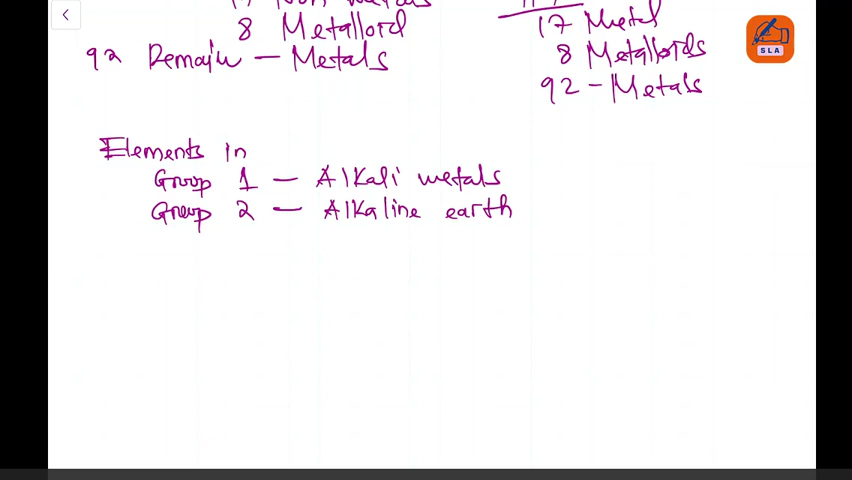 8 Metalloid
92 Remain — Metals
17 Metal
8 Metalloids
92 – Metals
SLA
Elements in
Group 1 — Alkali metals
Group 2 — Alkaline earth